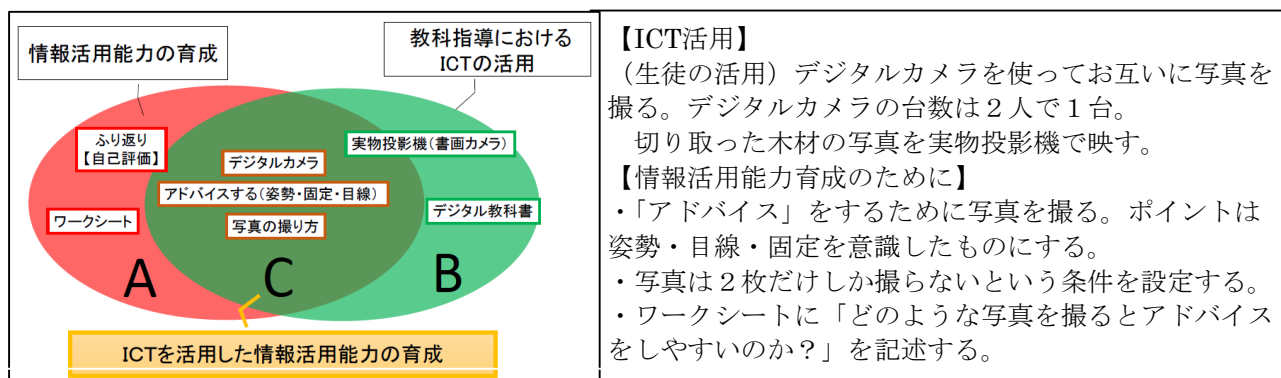 情報活用能力の育成
教科指導における
ICTの活用
ふり返り
【自己評価】
ワークシート
デジタルカメラ
アドバイスする(姿勢・固定・目線)
写真の撮り方
実物投影機(書画カメラ)
デジタル教科書
A
C
B
ICTを活用した情報活用能力の育成
【ICT活用】
（生徒の活用）デジタルカメラを使ってお互いに写真を
撮る。デジタルカメラの台数は２人で１台。
切り取った木材の写真を実物投影機で映す。
【情報活用能力育成のために】
・「アドバイス」をするために写真を撮る。ポイントは
姿勢・目線・固定を意識したものにする。
・写真は２枚だけしか撮らないという条件を設定する。
・ワークシートに「どのような写真を撮るとアドバイス
をしやすいのか？」を記述する。